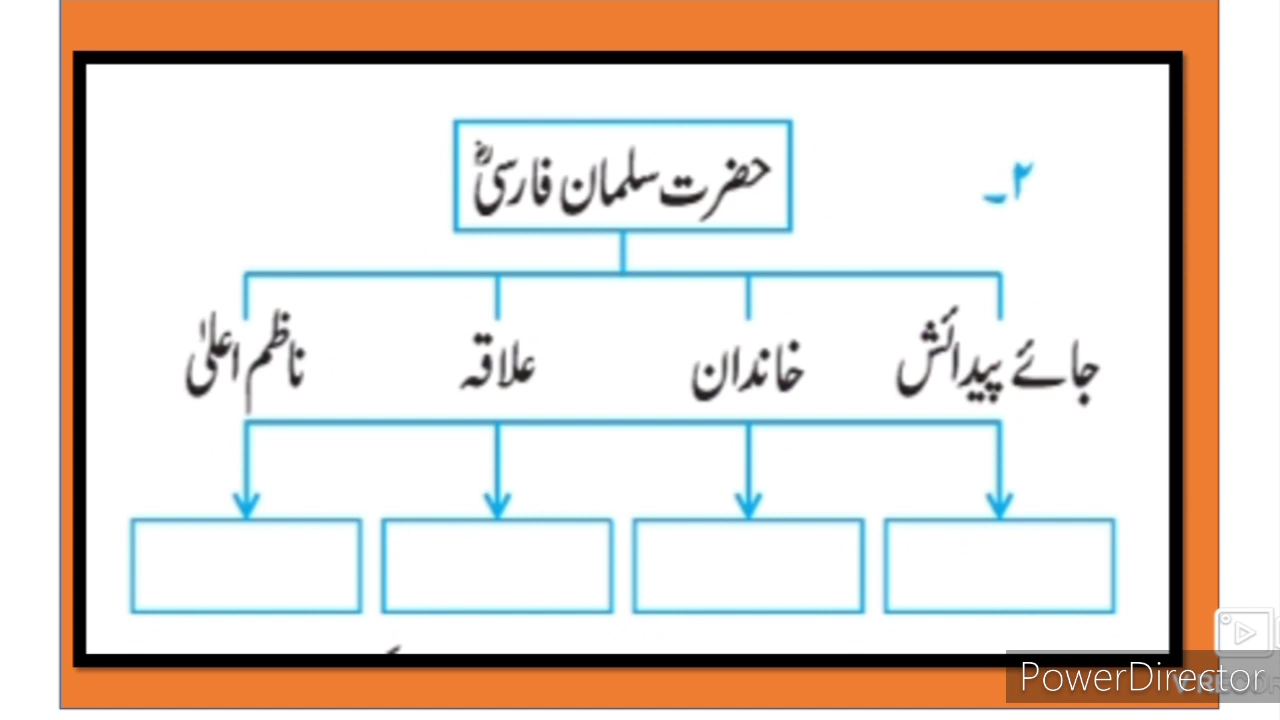 حضرت سلمان فارسیؓ
۲۔
جائے پیدائش خاندان علاقہ ناظم اعلیٰ
PowerDirector